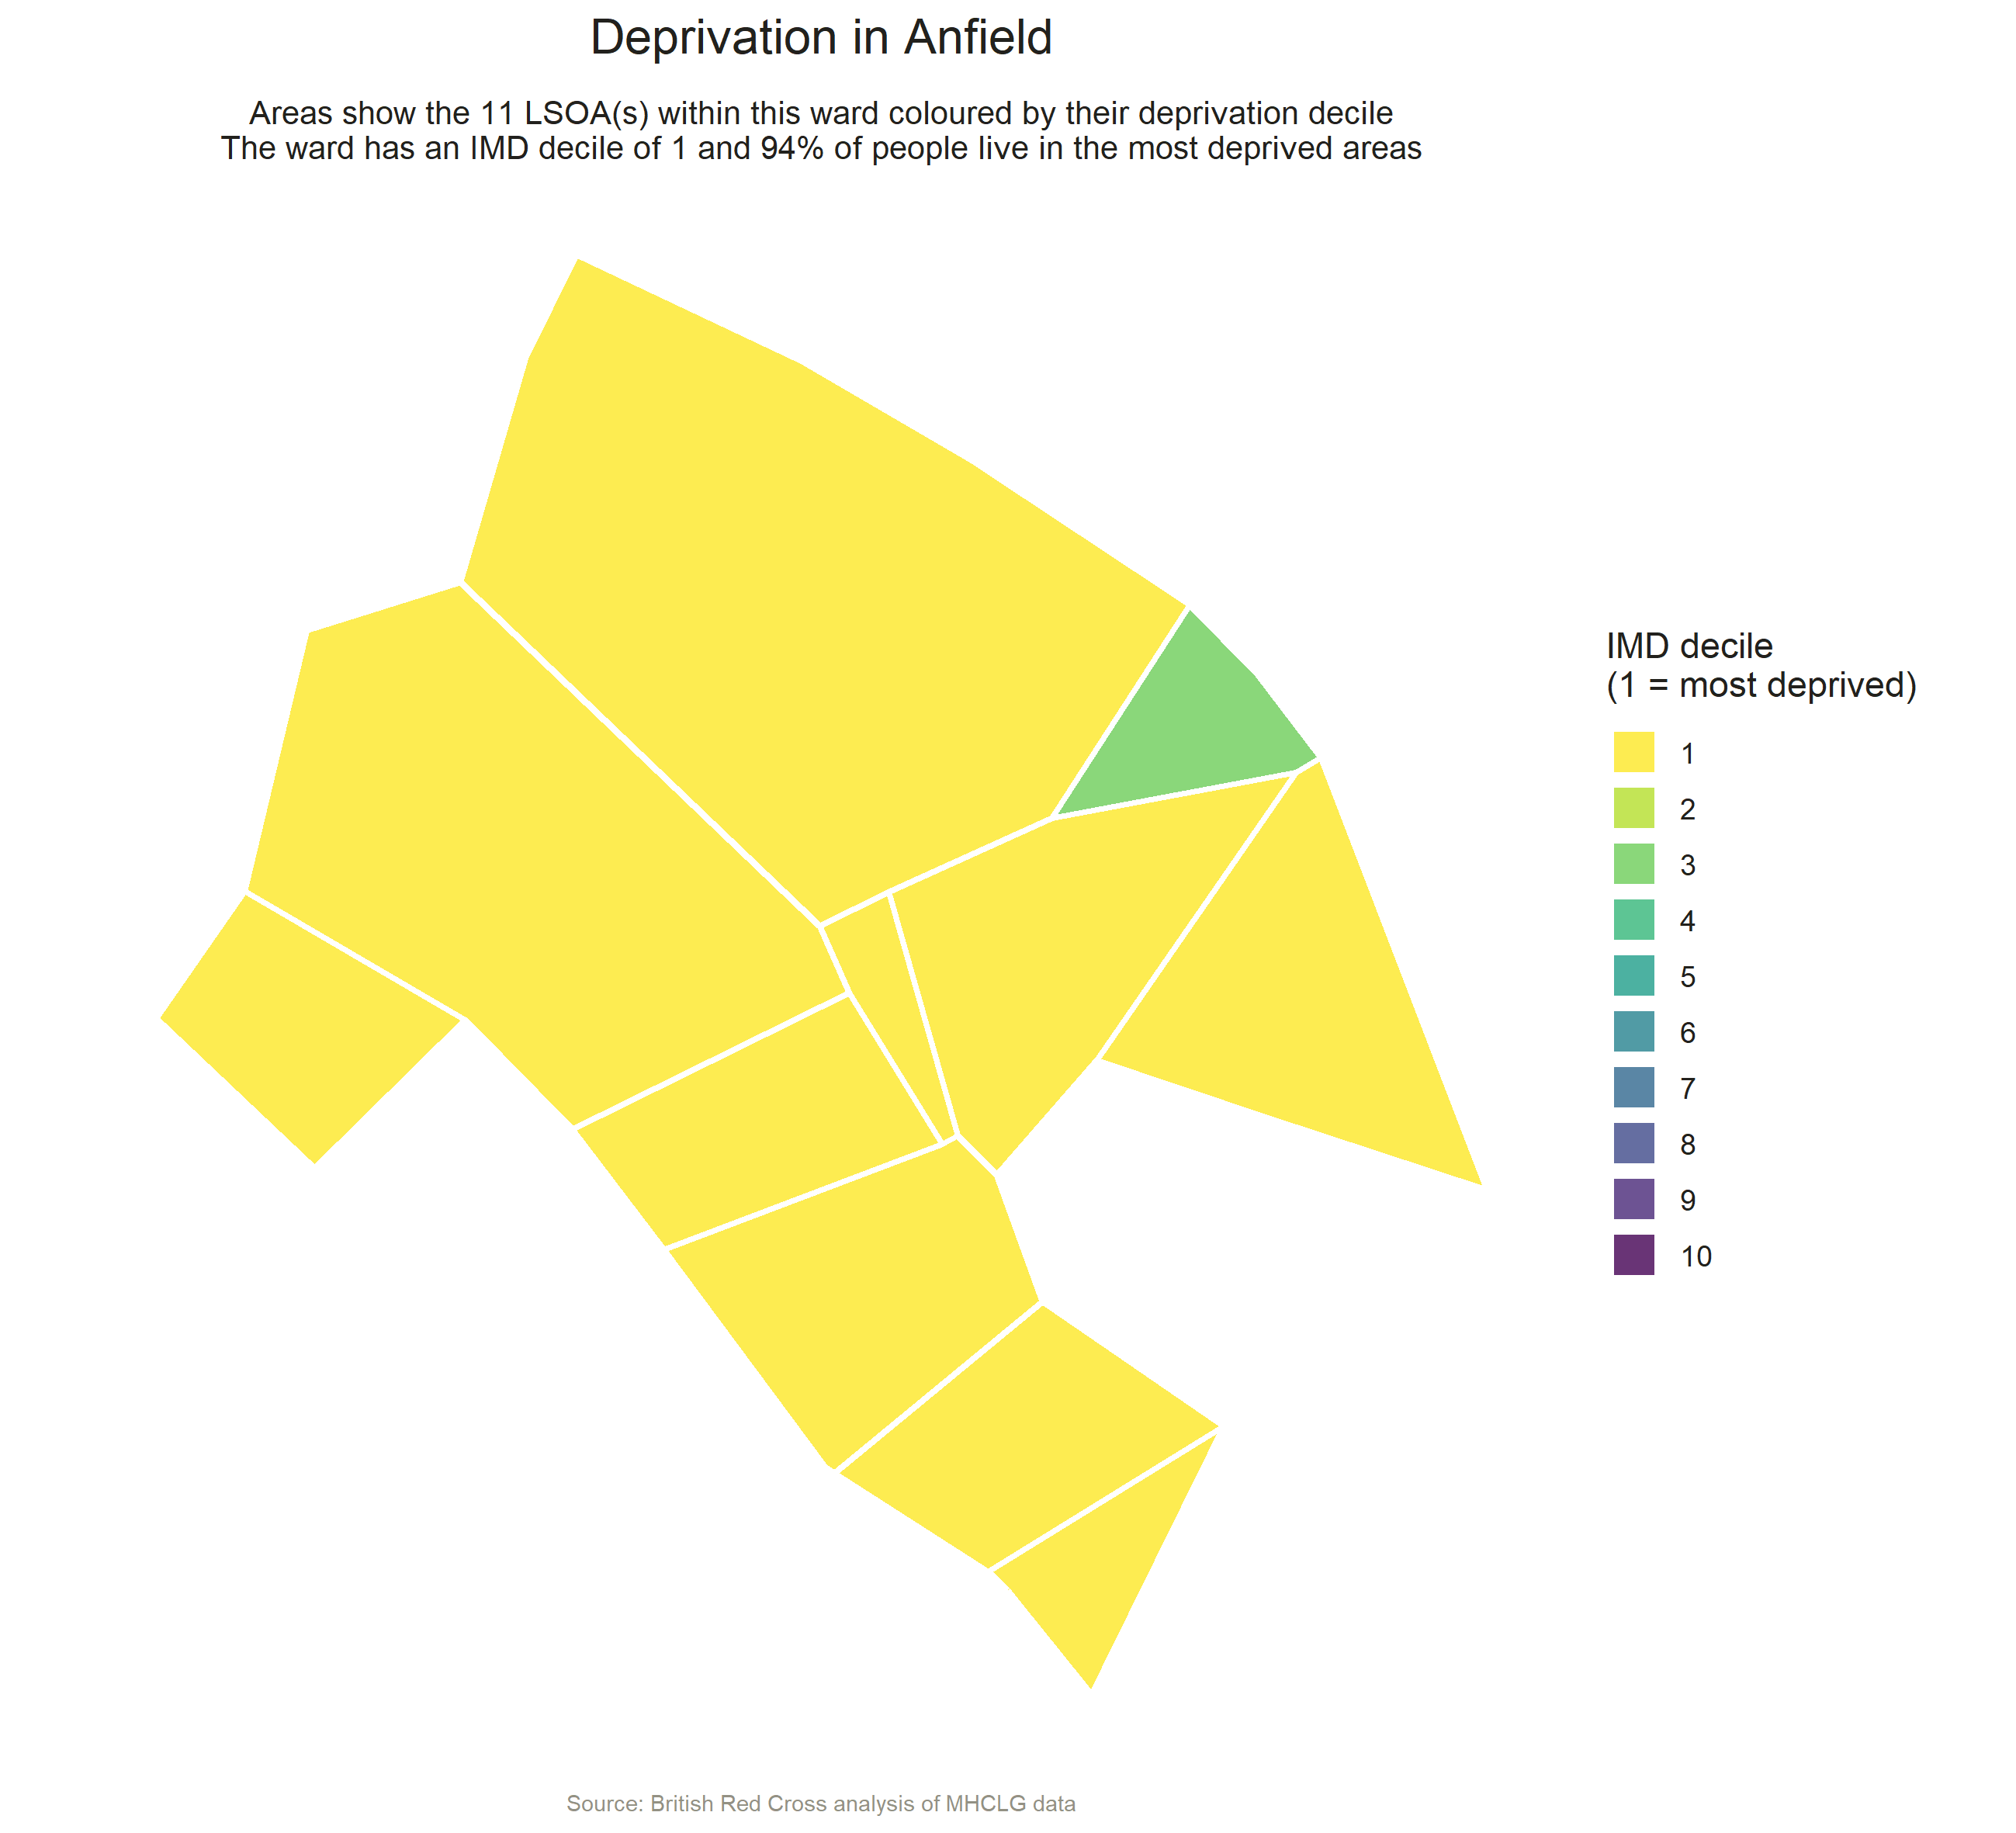 Deprivation in Anfield
Areas show the 11 LSOA(s) within this ward coloured by their deprivation decile
The ward has an IMD decile of 1 and 94% of people live in the most deprived areas
IMD decile
(1 = most deprived)
1
2
3
4
5
6
7
8
9
10
Source: British Red Cross analysis of MHCLG data